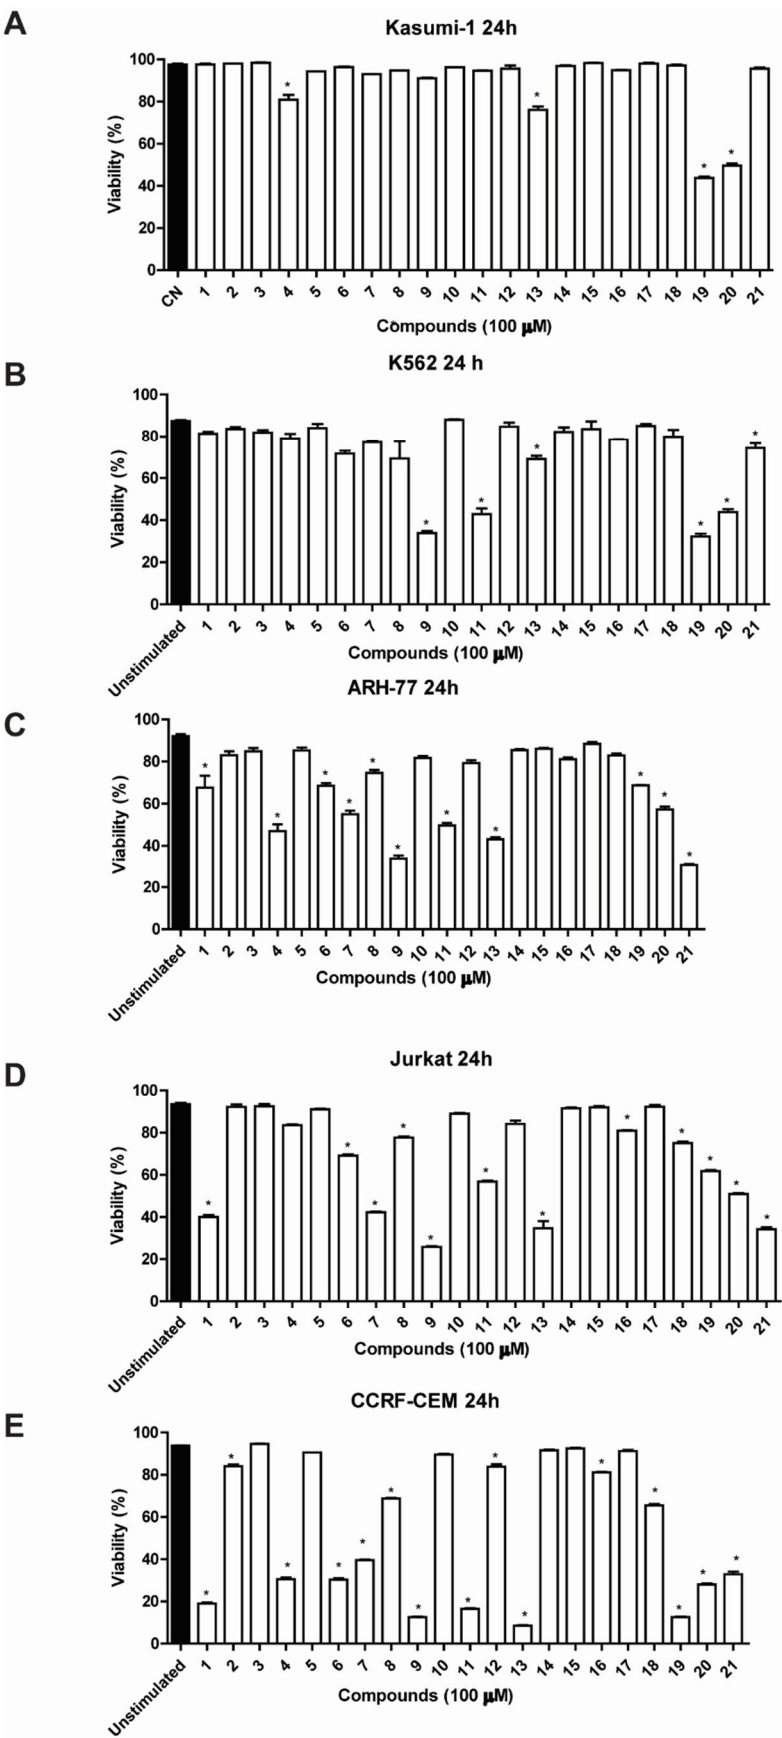 A
Kasumi-1 24h
Viability (%)
100
80
60
40
20
0
* * * *
CN 1 2 3 4 5 6 7 8 9 10 11 12 13 14 15 16 17 18 19 20 21
Compounds (100 μM)
B
K562 24 h
Viability (%)
100
80
60
40
20
0
* * * * * *
Unstimulated 1 2 3 4 5 6 7 8 9 10 11 12 13 14 15 16 17 18 19 20 21
Compounds (100 μM)
C
ARH-77 24h
Viability (%)
100
80
60
40
20
0
* * * * * * * * * * *
Unstimulated 1 2 3 4 5 6 7 8 9 10 11 12 13 14 15 16 17 18 19 20 21
Compounds (100 μM)
D
Jurkat 24h
Viability (%)
100
80
60
40
20
0
* * * * * * * * * * * *
Unstimulated 1 2 3 4 5 6 7 8 9 10 11 12 13 14 15 16 17 18 19 20 21
Compounds (100 μM)
E
CCRF-CEM 24h
Viability (%)
100
80
60
40
20
0
* * * * * * * * * * * * * * *
Unstimulated 1 2 3 4 5 6 7 8 9 10 11 12 13 14 15 16 17 18 19 20 21
Compounds (100 μM)